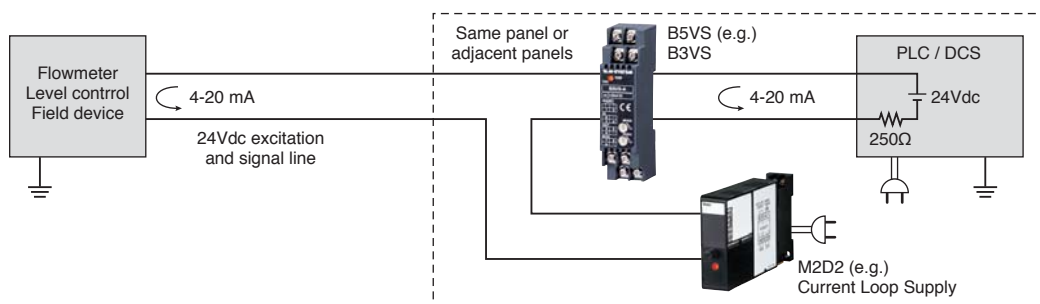 Same panel or
adjacent panels
B5VS (e.g.)
B3VS
PLC / DCS
Flowmeter
Level contrrol
Field device
4-20 mA
24Vdc excitation
and signal line
4-20 mA
24Vdc
250Ω
M2D2 (e.g.)
Current Loop Supply